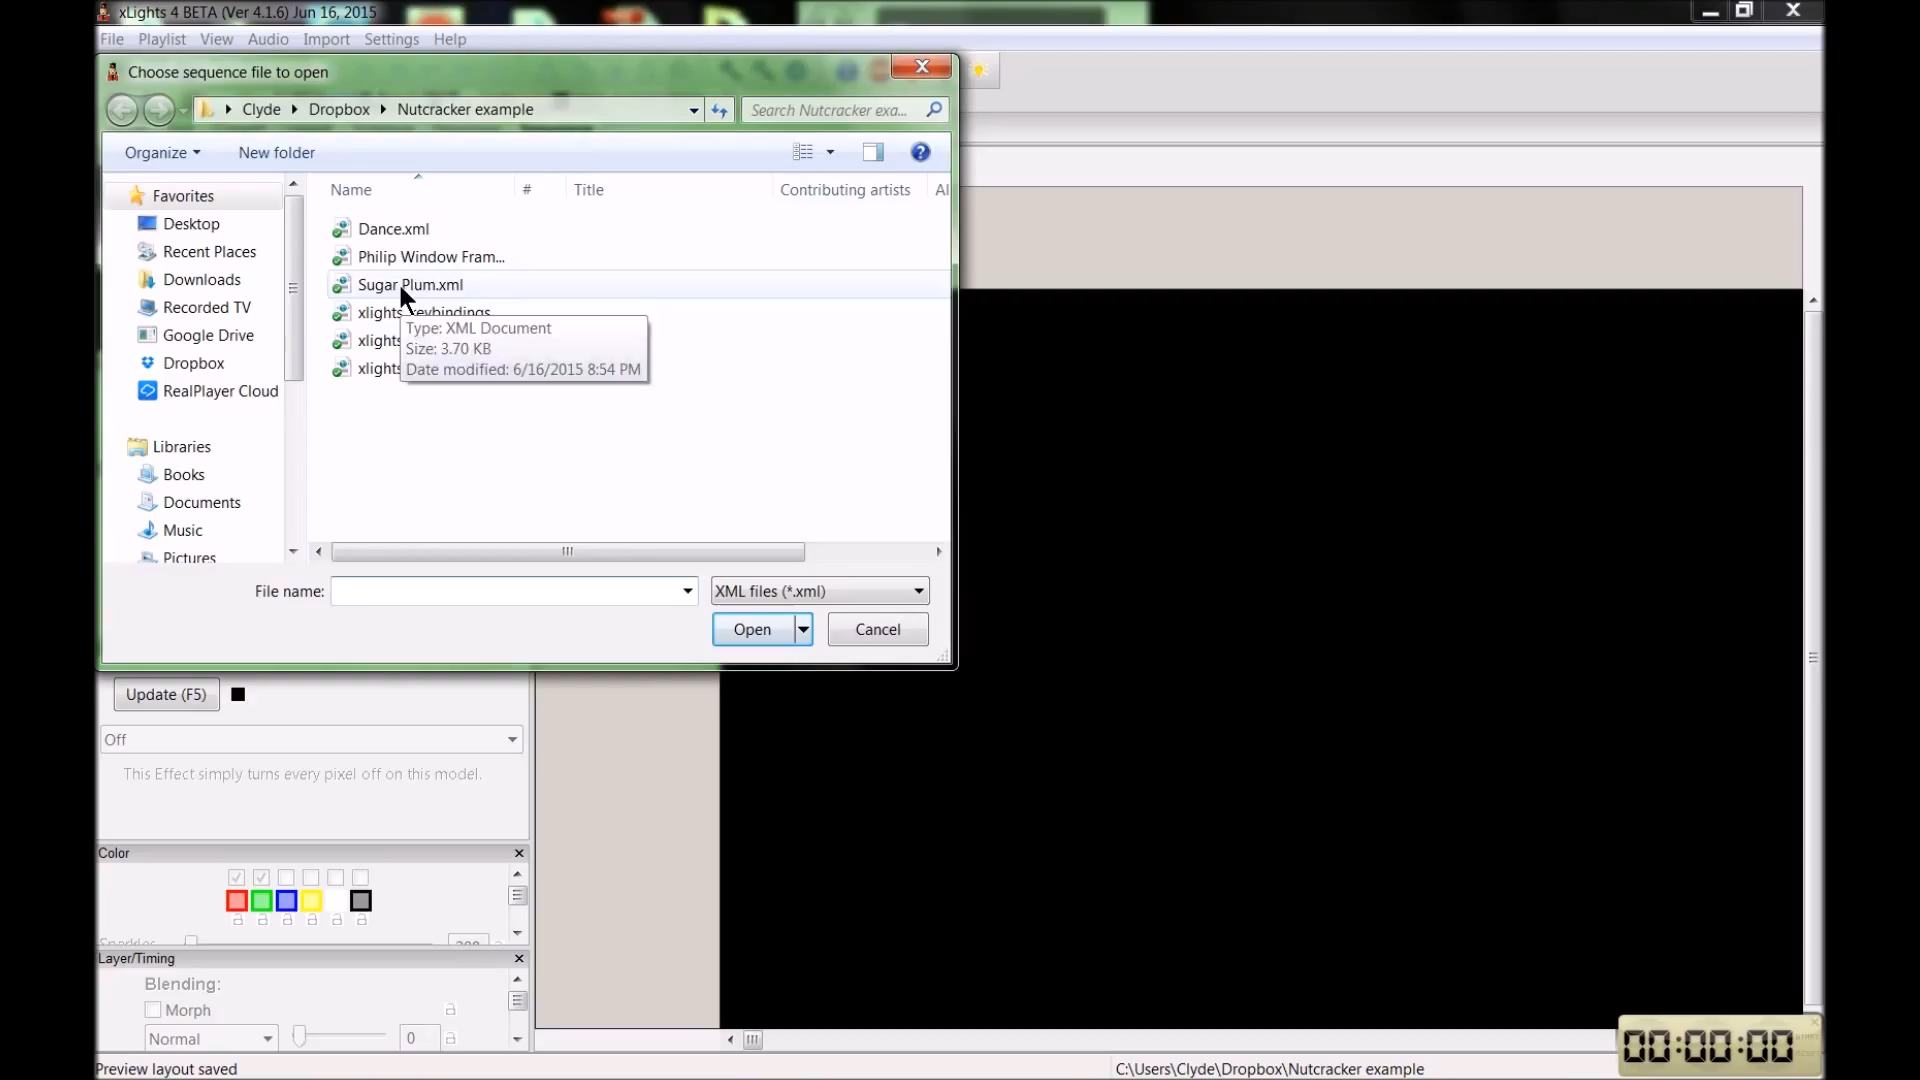 xLights 4 BETA (Ver 4.1.6) Jun 16, 2015
File Playlist View Audio Import Settings Help
Choose sequence file to open
Clyde Dropbox Nutcracker example
Search Nutcracker exa...
Organize New folder
Name # Title Contributing artists Al
Favorites
Desktop
Recent Places
Downloads
Recorded TV
Google Drive
Dropbox
RealPlayer Cloud
Libraries
Books
Documents
Music
Pictures
Dance.xml
Philip Window Fram...
Sugar Plum.xml
xlights
xlights
xlights
Type: XML Document
Size: 3.70 KB
Date modified: 6/16/2015 8:54 PM
File name: XML files (*.xml)
Open Cancel
Update (F5)
Off
This Effect simply turns every pixel off on this model.
Color
Sparkles 200
Layer/Timing
Blending:
Morph
Normal 0
Preview layout saved
C:\Users\Clyde\Dropbox\Nutcracker example
00:00:00